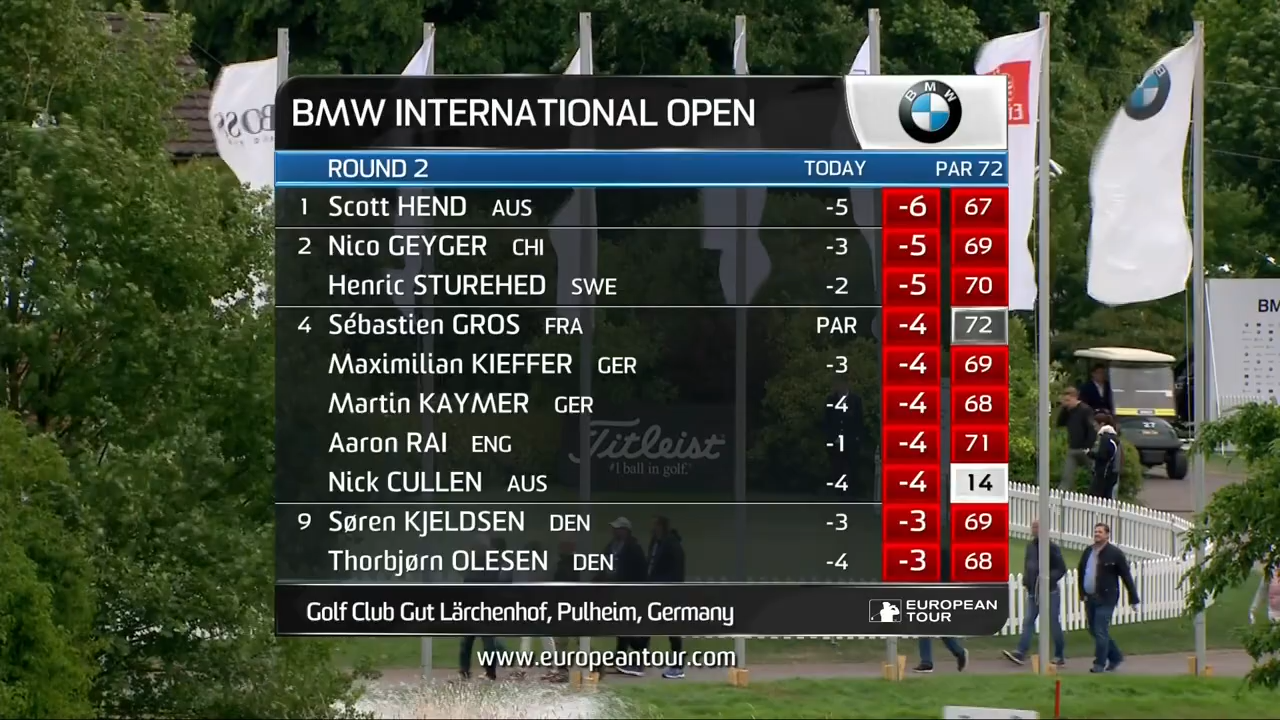 BMW INTERNATIONAL OPEN
BMW
ROUND 2 TODAY PAR 72
1 Scott HEND AUS -5 -6 67
2 Nico GEYGER CHI -3 -5 69
Henric STUREHED SWE -2 -5 70
4 Sébastien GROS FRA PAR -4 72
Maximilian KIEFFER GER -3 -4 69
Martin KAYMER GER -4 -4 68
Aaron RAI ENG -1 -4 71
Titleist
#1 ball in golf.
Nick CULLEN AUS -4 -4 14
9 Søren KJELDSEN DEN -3 -3 69
Thorbjørn OLESEN DEN -4 -3 68
Golf Club Gut Lärchenhof, Pulheim, Germany
EUROPEAN
TOUR
www.europeantour.com
BM
27